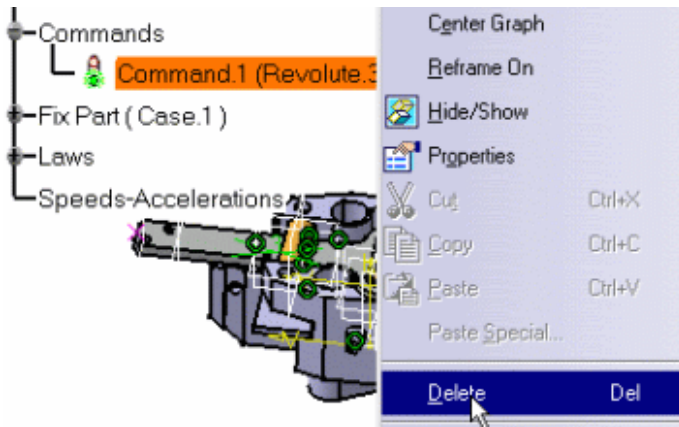 Commands
Command.1 (Revolute.3
Fix Part ( Case.1 )
Laws
Speeds-Accelerations
Center Graph
Reframe On
Hide/Show
Properties
Cut Ctrl+X
Copy Ctrl+C
Paste Ctrl+V
Paste Special...
Delete Del